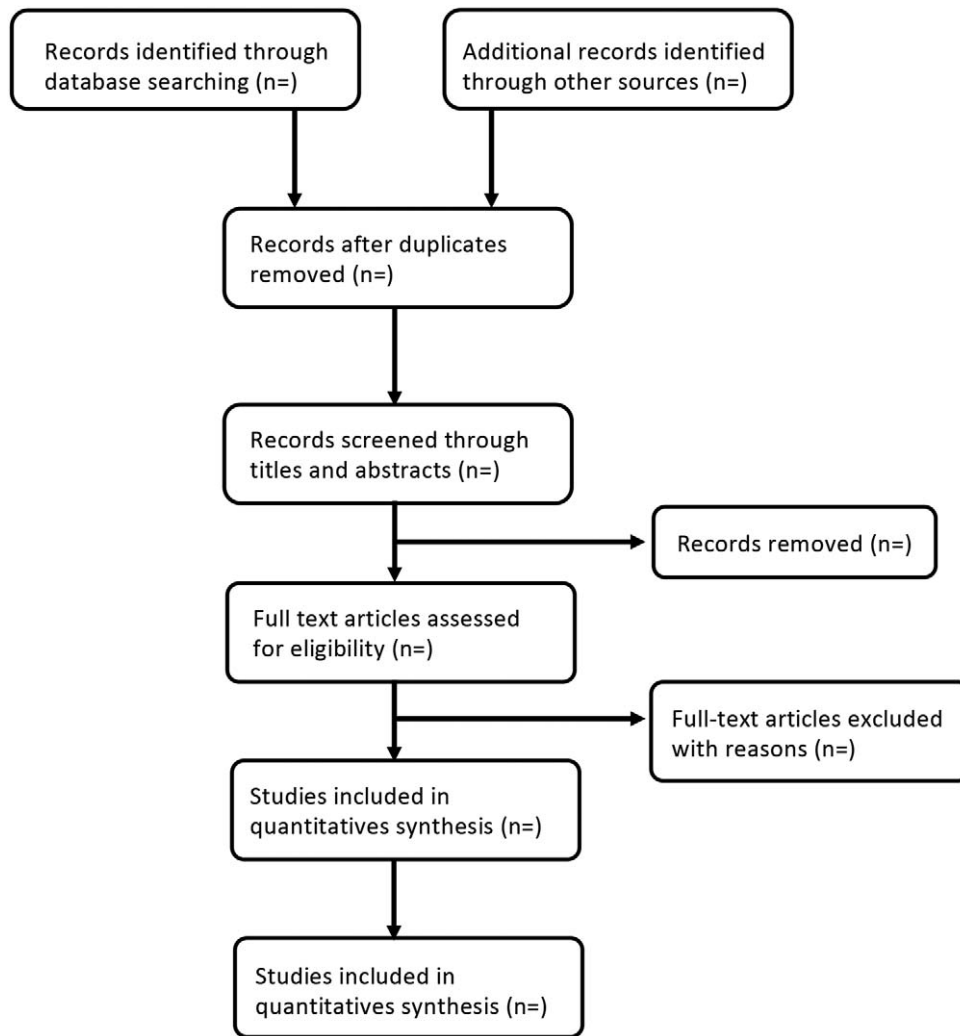 Records identified through
database searching (n=)
Additional records identified
through other sources (n=)
Records after duplicates
removed (n=)
Records screened through
titles and abstracts (n=)
Records removed (n=)
Full text articles assessed
for eligibility (n=)
Full-text articles excluded
with reasons (n=)
Studies included in
quantitatives synthesis (n=)
Studies included in
quantitatives synthesis (n=)